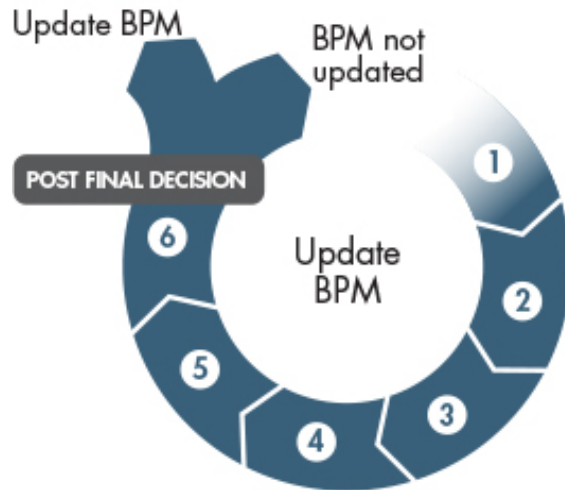 Update BPM
BPM not
updated
POST FINAL DECISION
1
2
3
4
5
6
Update
BPM